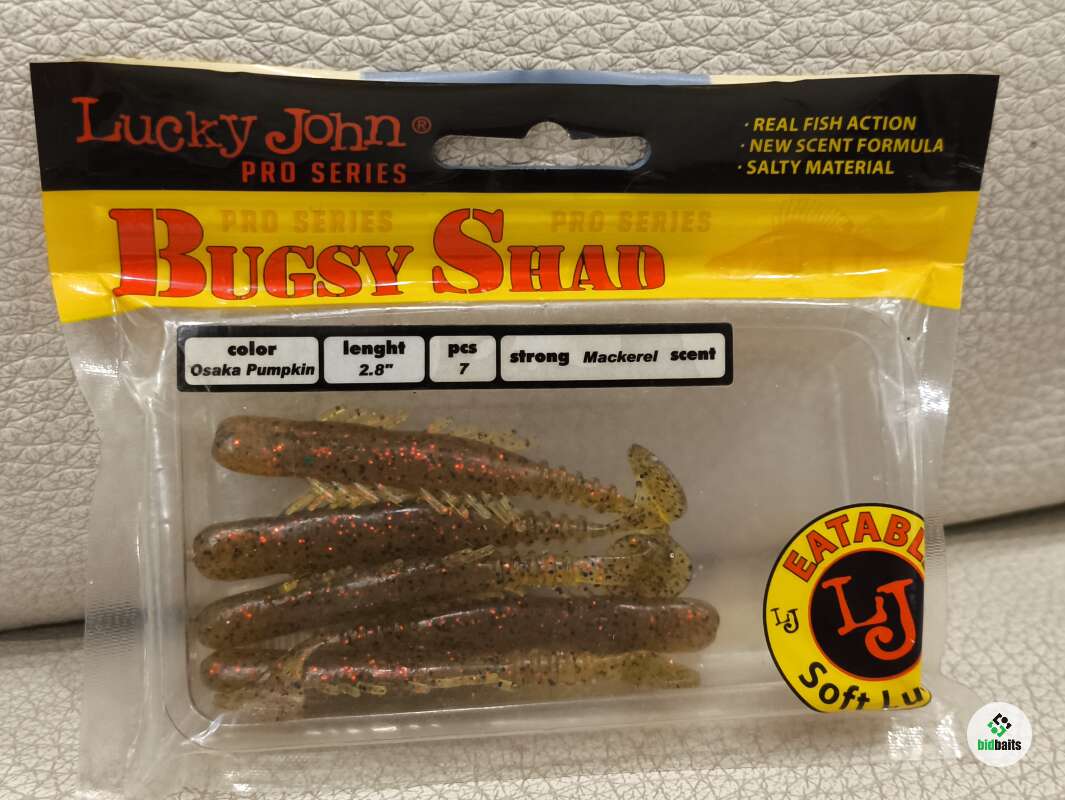 Lucky John®
PRO SERIES
· REAL FISH ACTION
· NEW SCENT FORMULA
· SALTY MATERIAL
PRO SERIES PRO SERIES
BUGSY SHAD
color
Osaka Pumpkin
lenght
2.8"
pcs
7
strong Mackerel scent
EATABL
LJ
LJ
Soft Lu
bidbaits